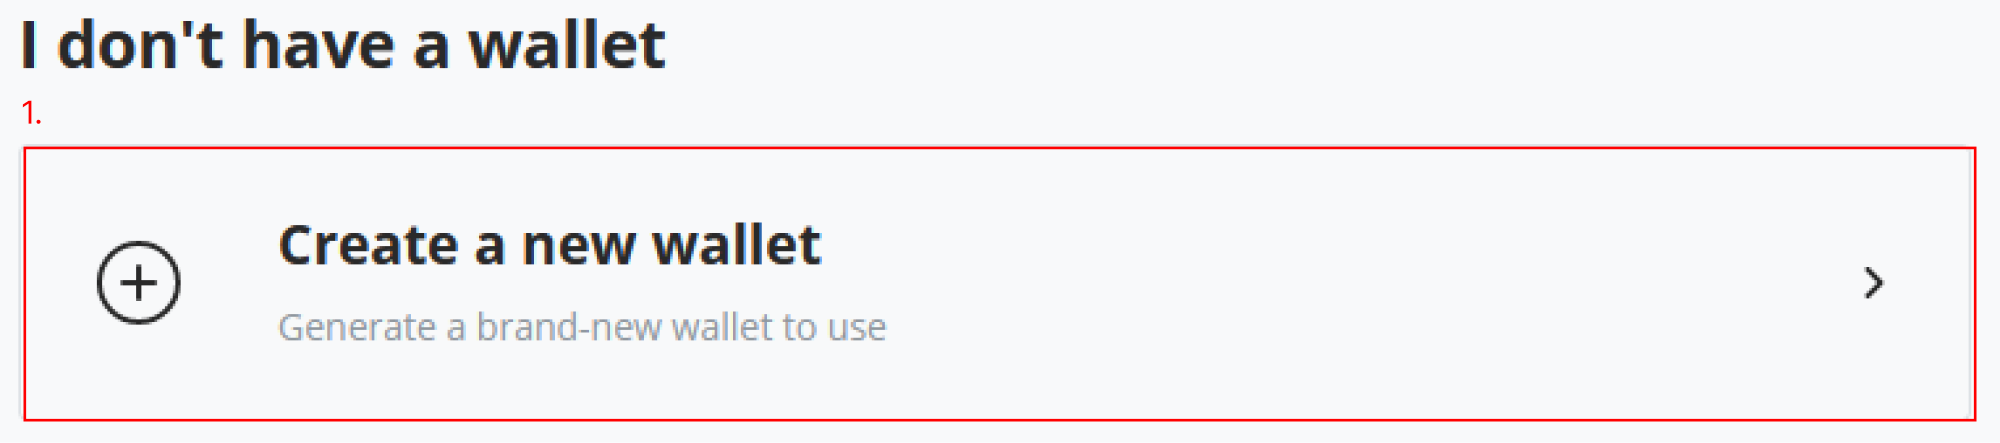 I don't have a wallet
1.
Create a new wallet
Generate a brand-new wallet to use